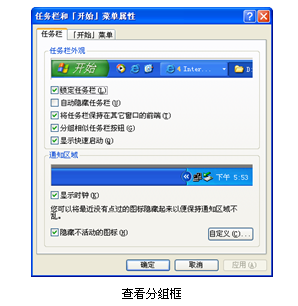 任务栏和「开始」菜单属性
任务栏
「开始」菜单
任务栏外观
开始
4 Inter...
D
锁定任务栏(L)
自动隐藏任务栏(U)
将任务栏保持在其它窗口的前端(T)
分组相似任务栏按钮(G)
显示快速启动(Q)
通知区域
下午 5:53
显示时钟(K)
您可以将最近没有点过的图标隐藏起来以便保持通知区域不
乱。
隐藏不活动的图标(H)
自定义(C)...
确定
取消
应用(A)
查看分组框